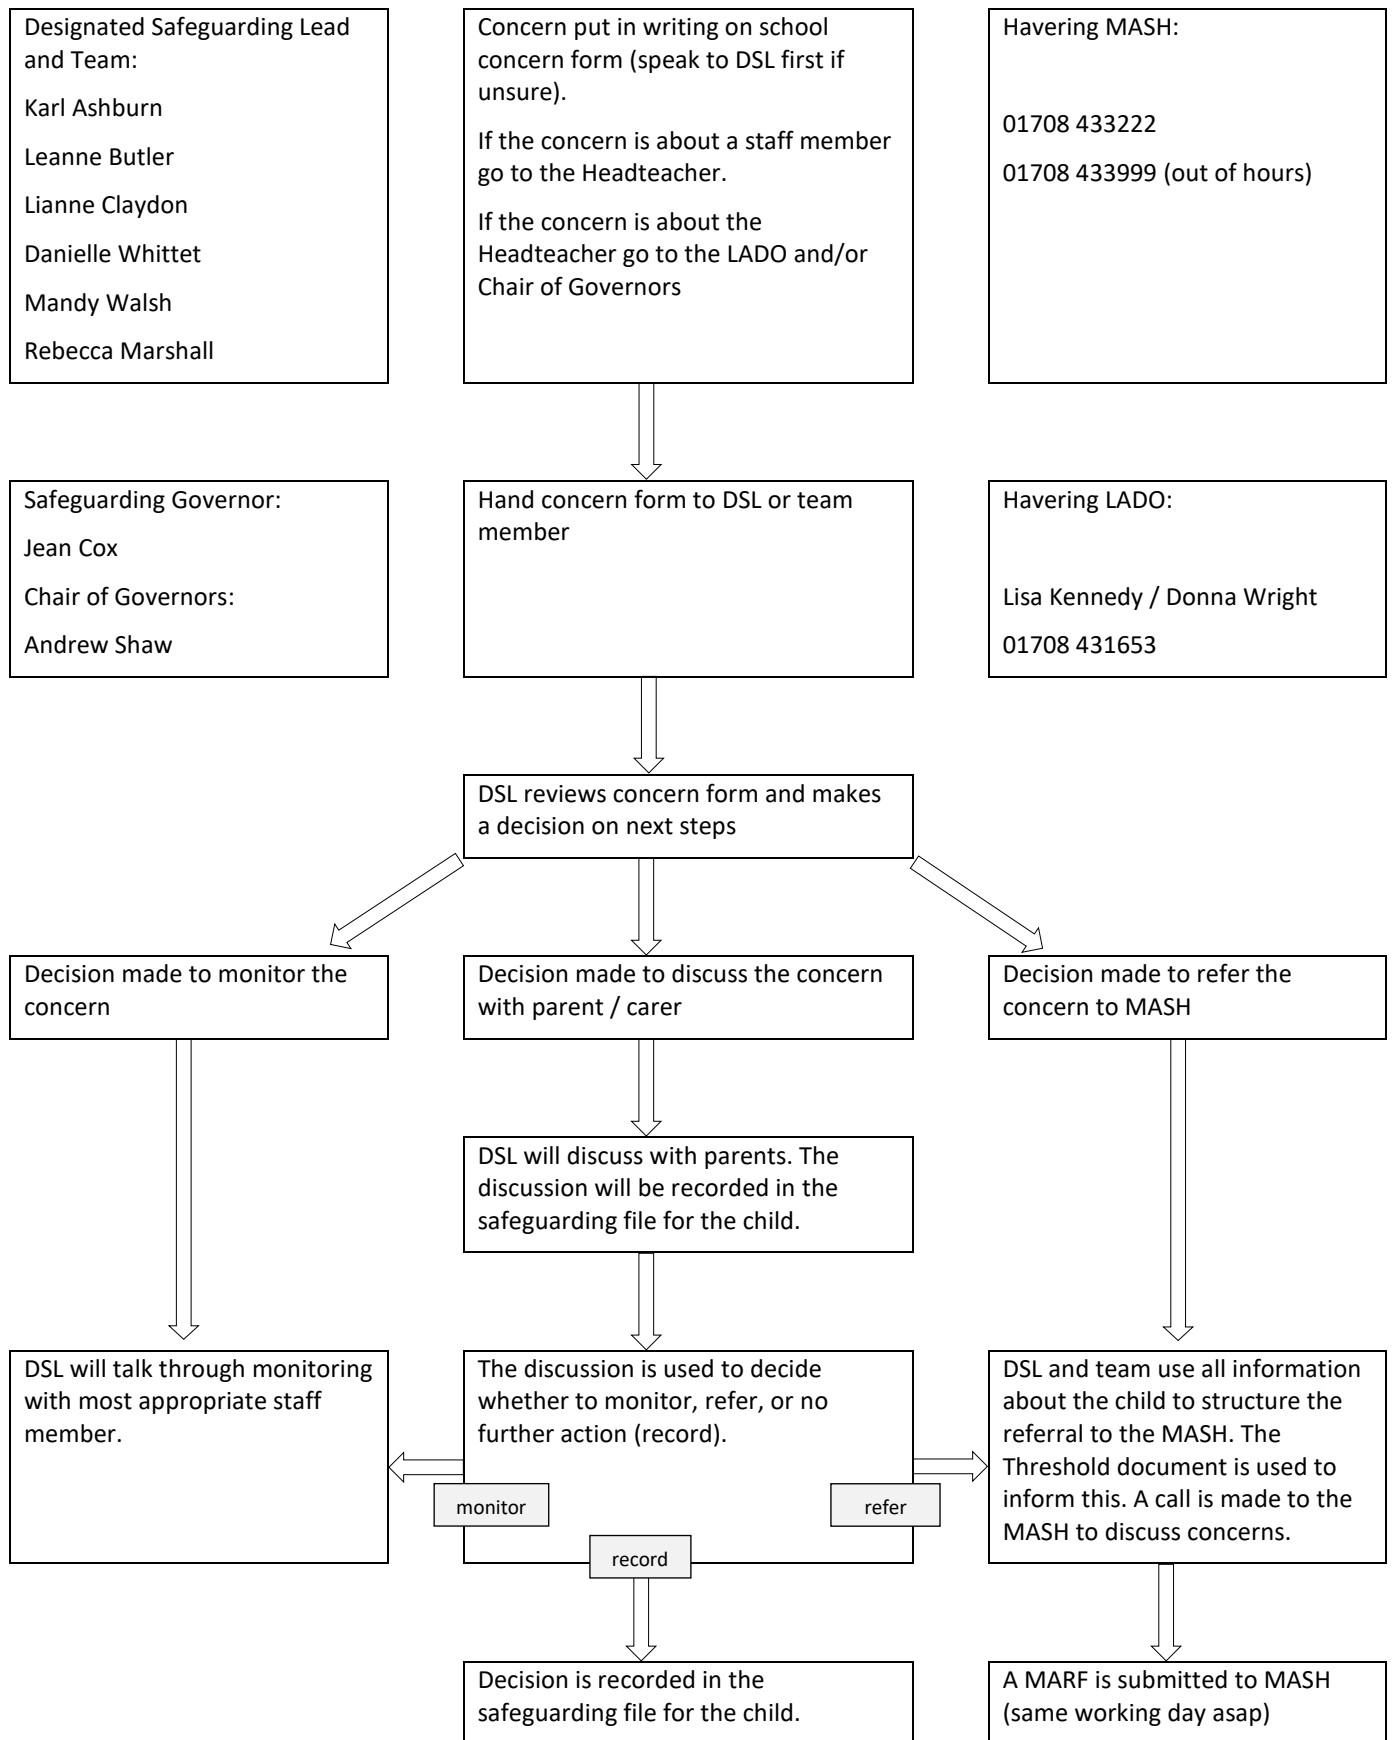 Designated Safeguarding Lead
and Team:
Karl Ashburn
Leanne Butler
Lianne Claydon
Danielle Whittet
Mandy Walsh
Rebecca Marshall
Concern put in writing on school
concern form (speak to DSL first if
unsure).
If the concern is about a staff member
go to the Headteacher.
If the concern is about the
Headteacher go to the LADO and/or
Chair of Governors
Havering MASH:
01708 433222
01708 433999 (out of hours)
Safeguarding Governor:
Jean Cox
Chair of Governors:
Andrew Shaw
Hand concern form to DSL or team
member
Havering LADO:
Lisa Kennedy / Donna Wright
01708 431653
DSL reviews concern form and makes
a decision on next steps
Decision made to monitor the
concern
Decision made to discuss the concern
with parent / carer
Decision made to refer the
concern to MASH
DSL will discuss with parents. The
discussion will be recorded in the
safeguarding file for the child.
DSL will talk through monitoring
with most appropriate staff
member.
The discussion is used to decide
whether to monitor, refer, or no
further action (record).
monitor
refer
record
DSL and team use all information
about the child to structure the
referral to the MASH. The
Threshold document is used to
inform this. A call is made to the
MASH to discuss concerns.
Decision is recorded in the
safeguarding file for the child.
A MARF is submitted to MASH
(same working day asap)